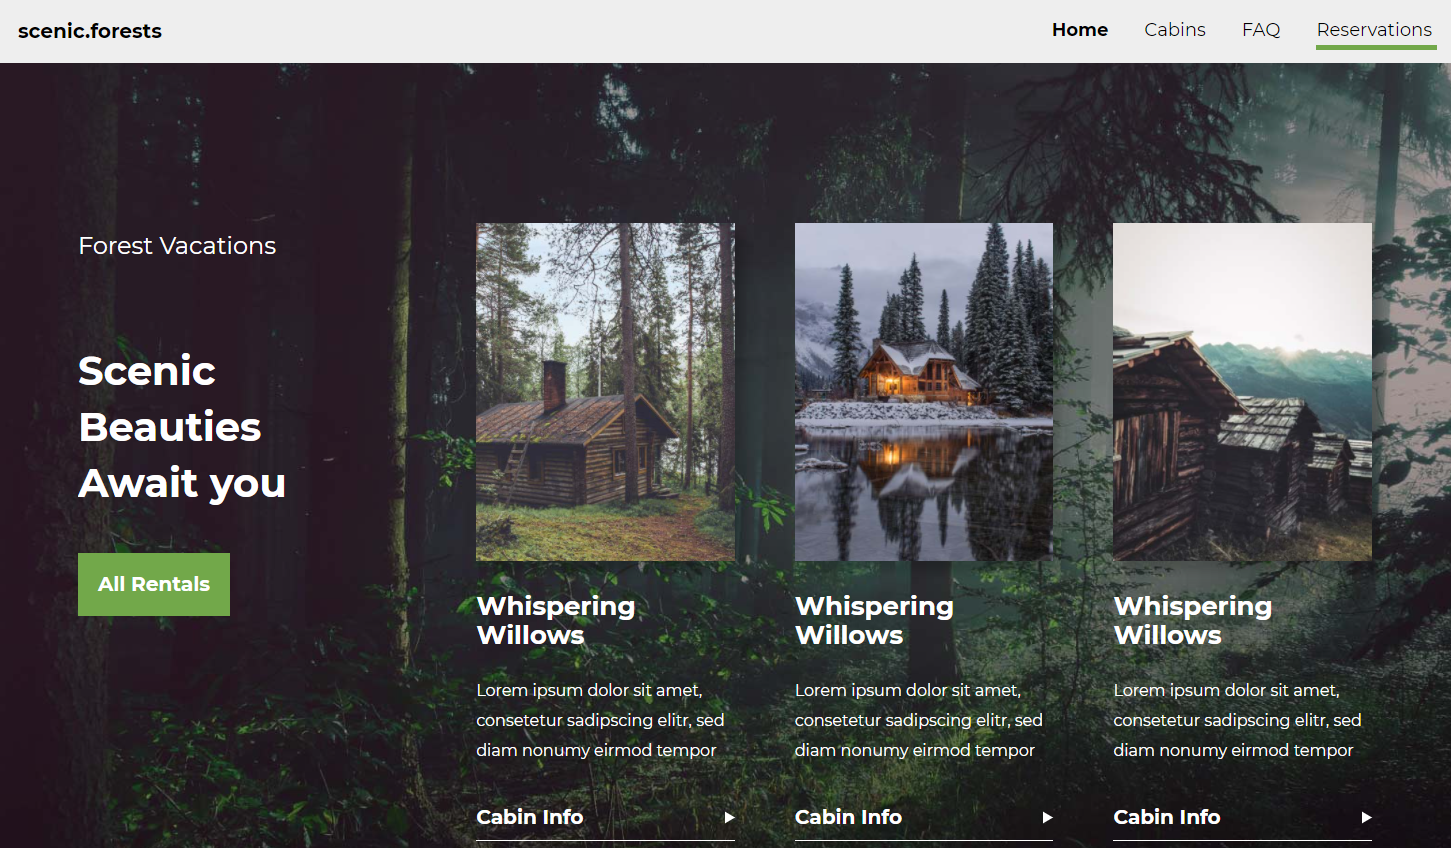 scenic.forests
Home
Cabins
FAQ
Reservations
Forest Vacations
Scenic
Beauties
Await you
All Rentals
Whispering
Willows
Lorem ipsum dolor sit amet,
consetetur sadipscing elitr, sed
diam nonumy eirmod tempor
Cabin Info
Whispering
Willows
Lorem ipsum dolor sit amet,
consetetur sadipscing elitr, sed
diam nonumy eirmod tempor
Cabin Info
Whispering
Willows
Lorem ipsum dolor sit amet,
consetetur sadipscing elitr, sed
diam nonumy eirmod tempor
Cabin Info